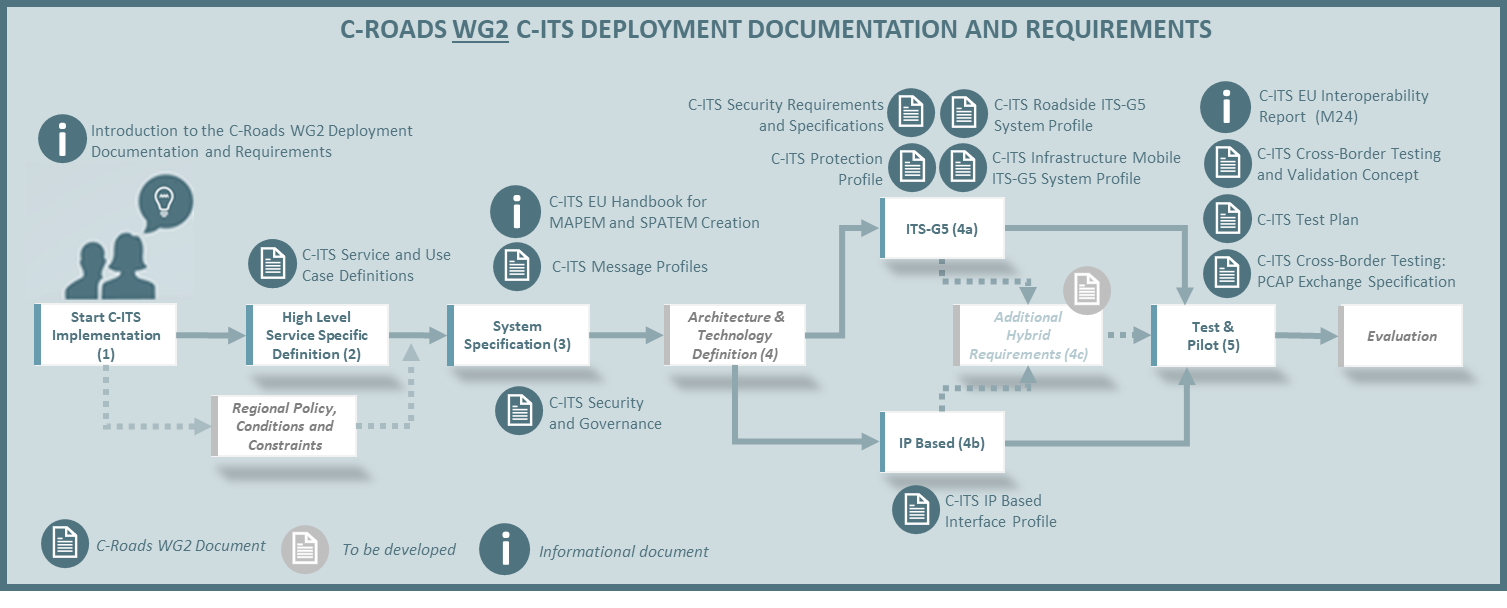 C-ROADS WG2 C-ITS DEPLOYMENT DOCUMENTATION AND REQUIREMENTS
Introduction to the C-Roads WG2 Deployment
Documentation and Requirements
C-ITS Service and Use
Case Definitions
C-ITS EU Handbook for
MAPEM and SPATEM Creation
C-ITS Message Profiles
C-ITS Security Requirements
and Specifications
C-ITS Roadside ITS-G5
System Profile
C-ITS Protection
Profile
C-ITS Infrastructure Mobile
ITS-G5 System Profile
C-ITS EU Interoperability
Report (M24)
C-ITS Cross-Border Testing
and Validation Concept
C-ITS Test Plan
C-ITS Cross-Border Testing:
PCAP Exchange Specification
Start C-ITS
Implementation
(1)
High Level
Service Specific
Definition (2)
System
Specification (3)
Architecture &
Technology
Definition (4)
ITS-G5 (4a)
Additional
Hybrid
Requirements (4c)
Test &
Pilot (5)
Evaluation
Regional Policy,
Conditions and
Constraints
C-ITS Security
and Governance
IP Based (4b)
C-ITS IP Based
Interface Profile
C-Roads WG2 Document
To be developed
Informational document